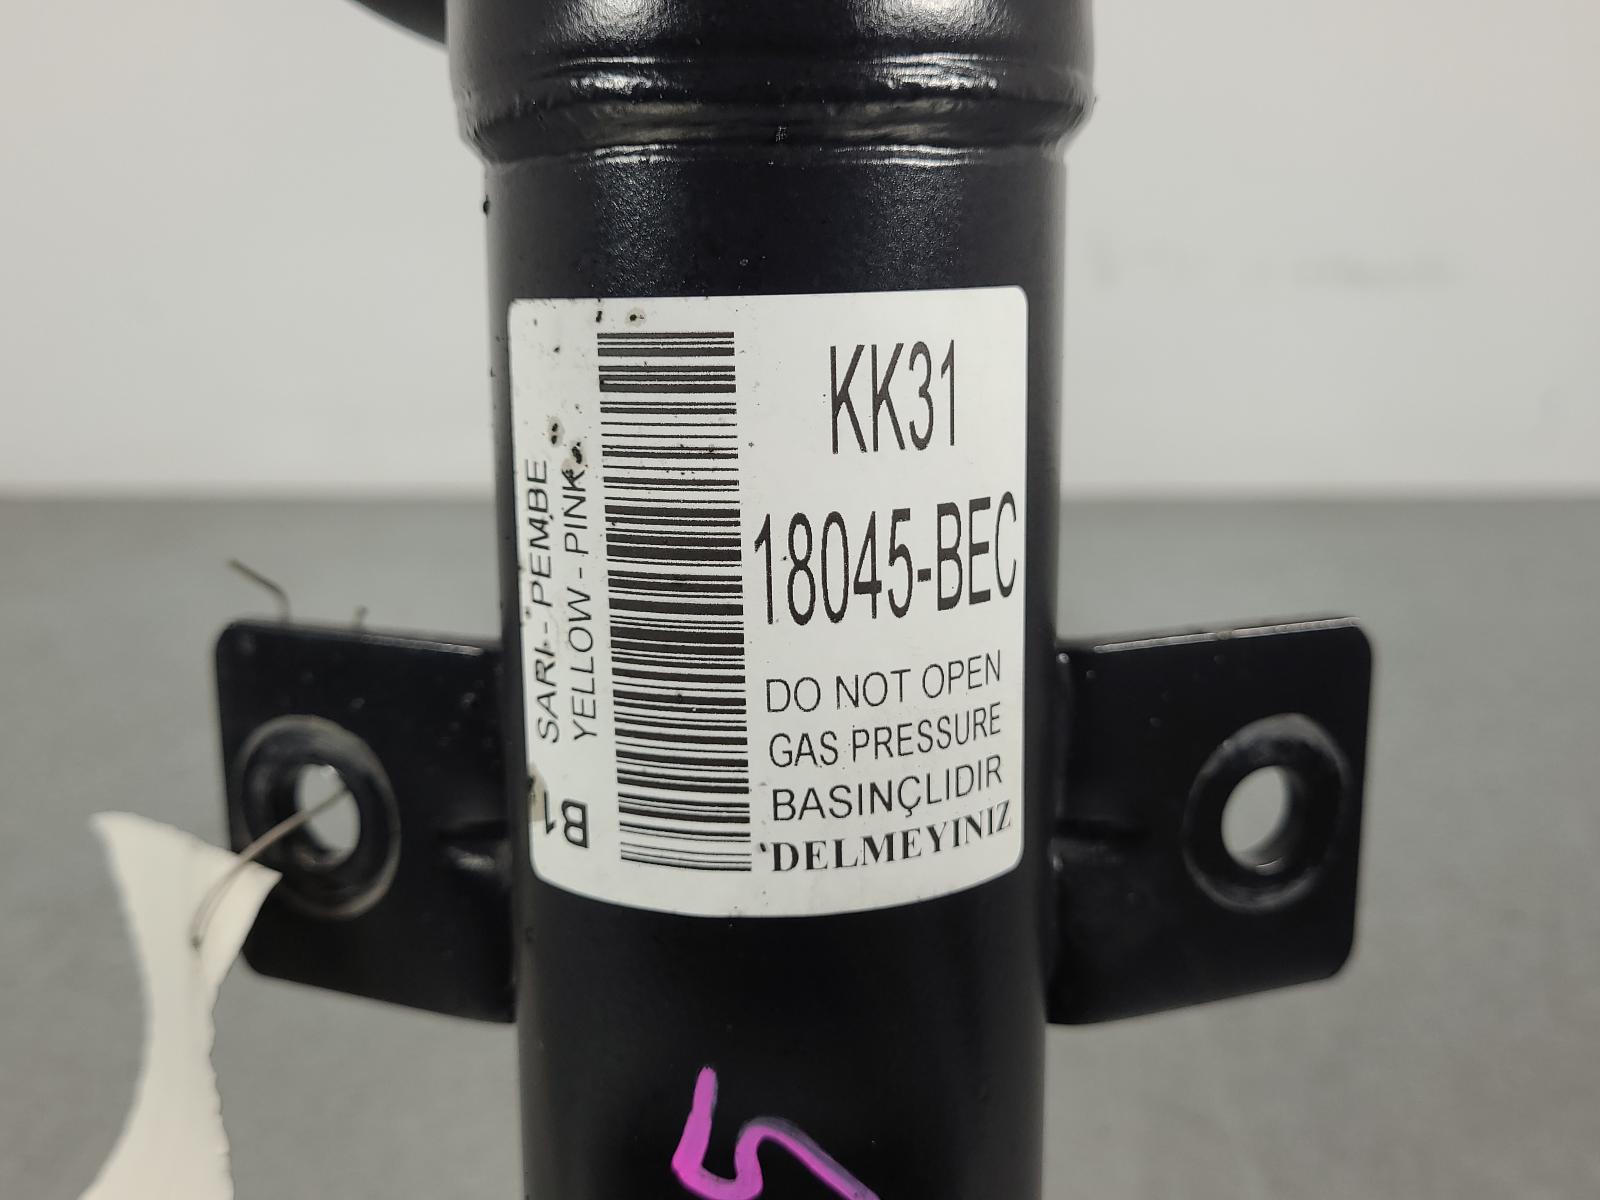 KK31
18045-BEC
DO NOT OPEN
GAS PRESSURE
BASINÇLIDIR
DELMEYINIZ
SARI - PEMBE
YELLOW - PINK
B1